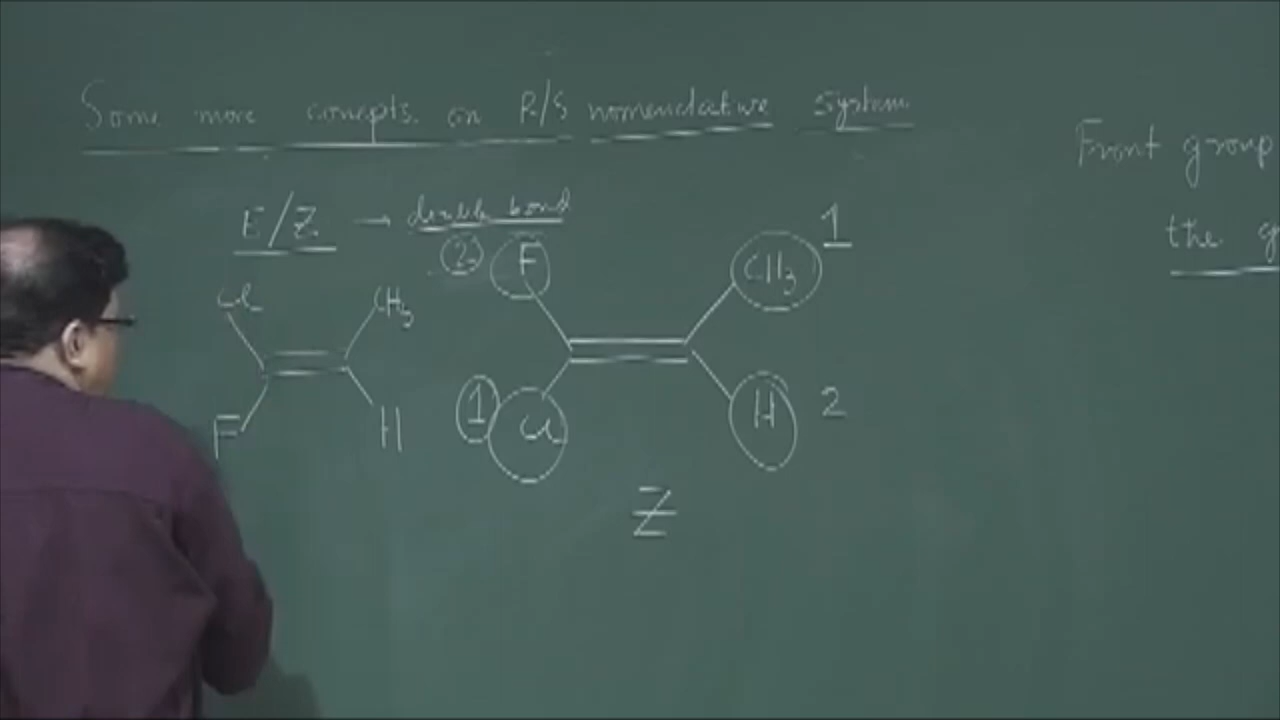 Some more concepts on R/S nomenclature system
Front group
the g
E/Z → double bond
2 F CH3 1
Cl CH3
F H
1 Cl H 2
Z